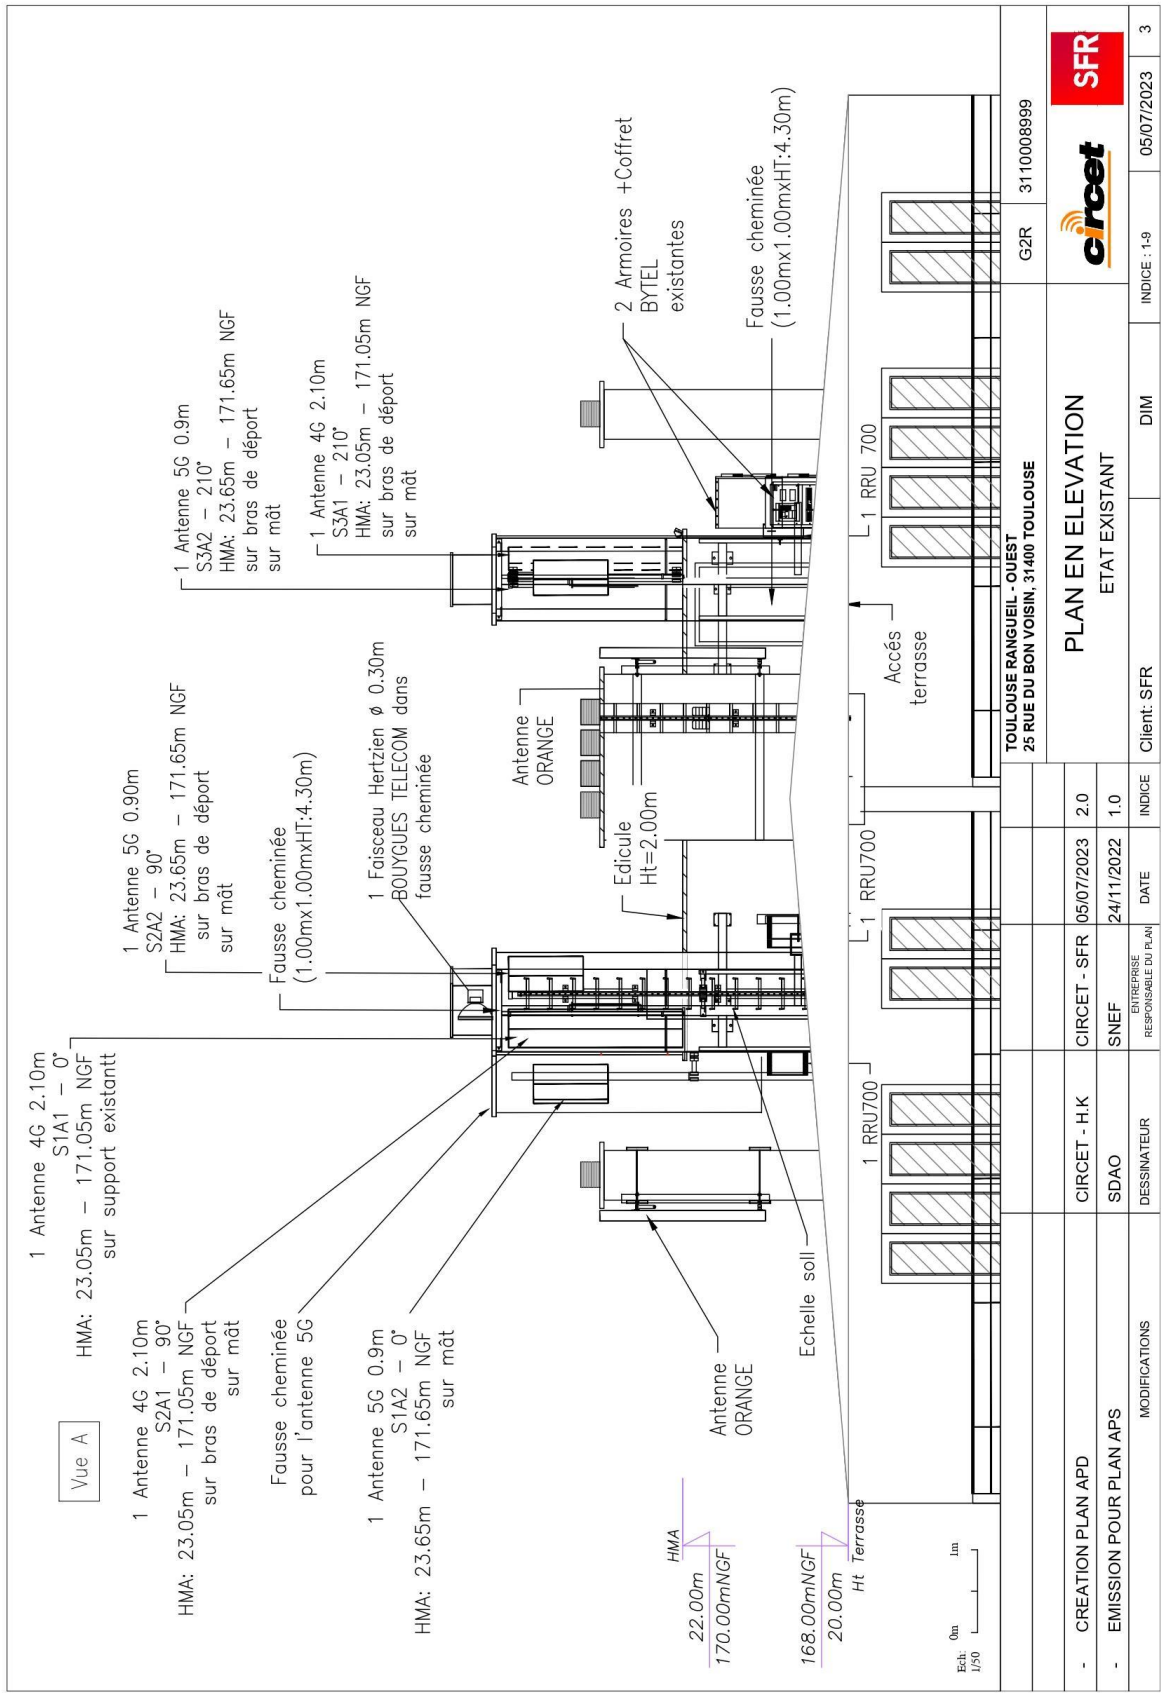 Vue A
1 Antenne 4G 2.10m
S1A1 – 0°
HMA: 23.05m – 171.05m NGF
sur support existantt
1 Antenne 4G 2.10m
S2A1 – 90°
HMA: 23.05m – 171.05m NGF
sur bras de déport
sur mât
Fausse cheminée
pour l'antenne 5G
1 Antenne 5G 0.9m
S1A2 – 0°
HMA: 23.65m – 171.65m NGF
sur mât
1 Antenne 5G 0.90m
S2A2 – 90°
HMA: 23.65m – 171.65m NGF
sur bras de déport
sur mât
Fausse cheminée
(1.00mx1.00mxHT:4.30m)
1 Faisceau Hertzien ø 0.30m
BOUYGUES TELECOM dans
fausse cheminée
1 Antenne 5G 0.9m
S3A2 – 210°
HMA: 23.65m – 171.65m NGF
sur bras de déport
sur mât
1 Antenne 4G 2.10m
S3A1 – 210°
HMA: 23.05m – 171.05m NGF
sur bras de déport
sur mât
2 Armoires +Coffret
BYTEL
existantes
Fausse cheminée
(1.00mx1.00mxHT:4.30m)
Antenne
ORANGE
Edicule
Ht=2.00m
Antenne
ORANGE
Echelle soll
1 RRU700
1 RRU700
1 RRU 700
Accés
terrasse
HMA
22.00m
170.00mNGF
168.00mNGF
20.00m
Ht Terrasse
Ech:
1/50
0m
1m
TOULOUSE RANGUEIL - OUEST
25 RUE DU BON VOISIN, 31400 TOULOUSE
G2R
3110008999
PLAN EN ELEVATION
ETAT EXISTANT
circet
SFR
- CREATION PLAN APD CIRCET - H.K CIRCET - SFR 05/07/2023 2.0
- EMISSION POUR PLAN APS SDAO SNEF 24/11/2022 1.0
MODIFICATIONS DESSINATEUR ENTREPRISE RESPONSABLE DU PLAN DATE INDICE
Client: SFR
DIM
INDICE : 1-9
05/07/2023
3